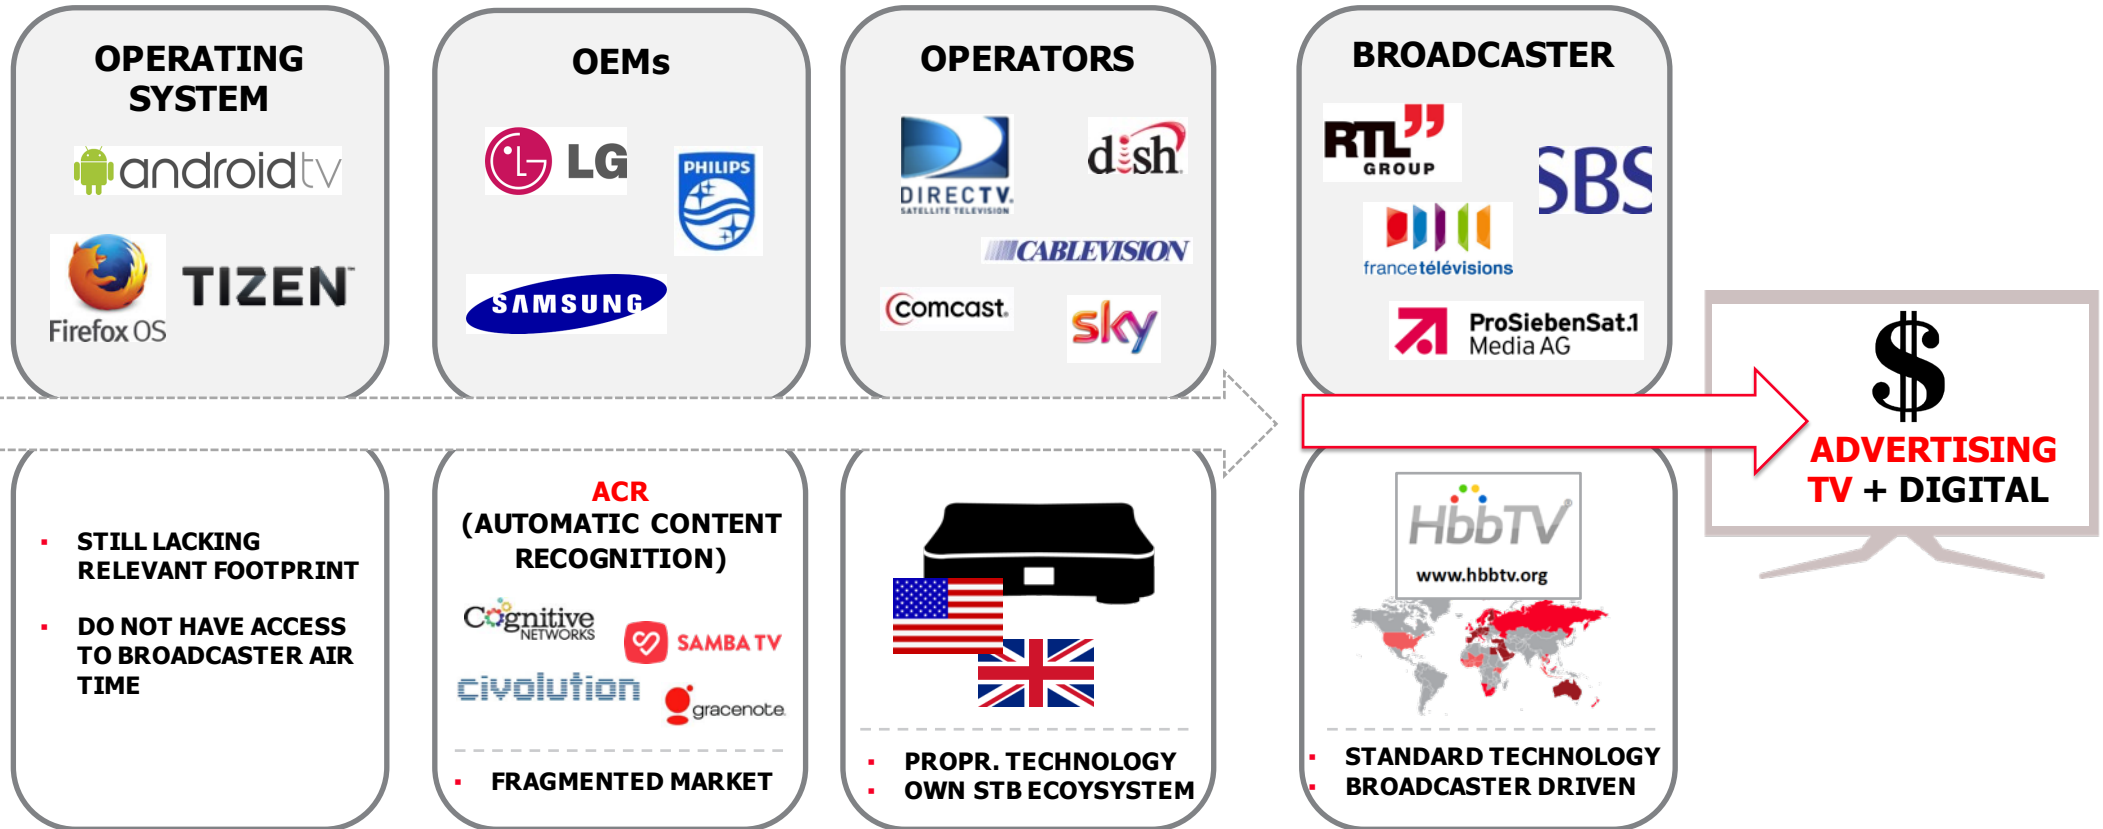 OPERATING
SYSTEM
androidtv
Firefox OS
TIZEN™
OEMs
LG
PHILIPS
SAMSUNG
OPERATORS
DIRECTV.
SATELLITE TELEVISION
dish
CABLEVISION
comcast.
sky
BROADCASTER
RTL
GROUP
SBS
francetélévisions
ProSiebenSat.1
Media AG
$
ADVERTISING
TV + DIGITAL
▪ STILL LACKING
RELEVANT FOOTPRINT
▪ DO NOT HAVE ACCESS
TO BROADCASTER AIR
TIME
ACR
(AUTOMATIC CONTENT
RECOGNITION)
Cognitive
NETWORKS
SAMBA TV
civolution
gracenote.
▪ FRAGMENTED MARKET
▪ PROPR. TECHNOLOGY
▪ OWN STB ECOYSYSTEM
HbbTV®
www.hbbtv.org
▪ STANDARD TECHNOLOGY
▪ BROADCASTER DRIVEN